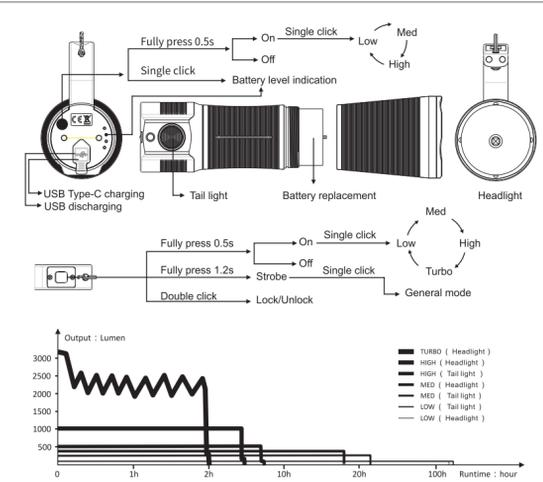 Fully press 0.5s
On
Single click
Low
Med
High
Off
Single click
Battery level indication
CE
USB Type-C charging
USB discharging
Tail light
Battery replacement
Headlight
Fully press 0.5s
On
Single click
Low
Med
High
Turbo
Off
Fully press 1.2s
Strobe
Single click
General mode
Double click
Lock/Unlock
Output : Lumen
3000
2500
2000
1500
1000
500
0
1h
2h
10h
20h
100h
Runtime : hour
TURBO ( Headlight )
HIGH ( Headlight )
HIGH ( Tail light )
MED ( Headlight )
MED ( Tail light )
LOW ( Tail light )
LOW ( Headlight )